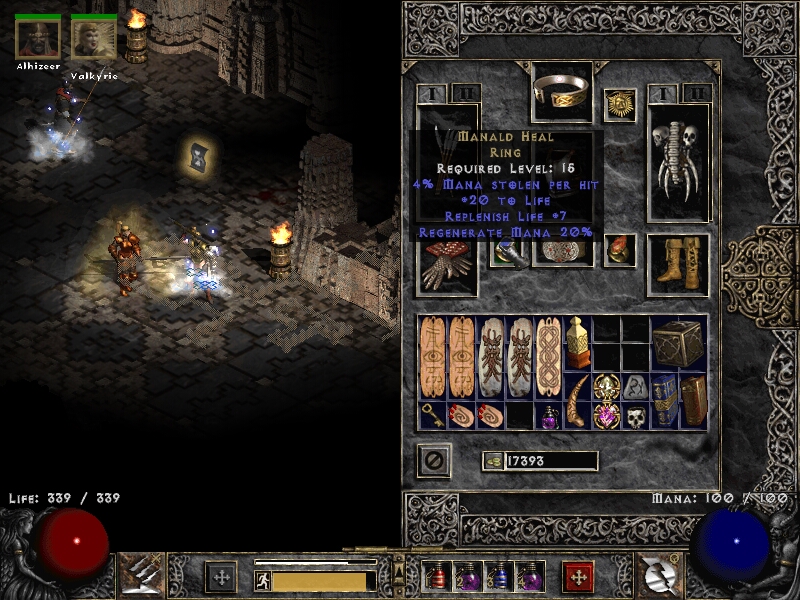 Alhizeer
Valkyrie
I II
I II
Manald Heal
Ring
Required Level: 15
4% Mana stolen per hit
+20 to Life
Replenish Life +7
Regenerate Mana 20%
17393
Life: 339 / 339
Mana: 100 / 100